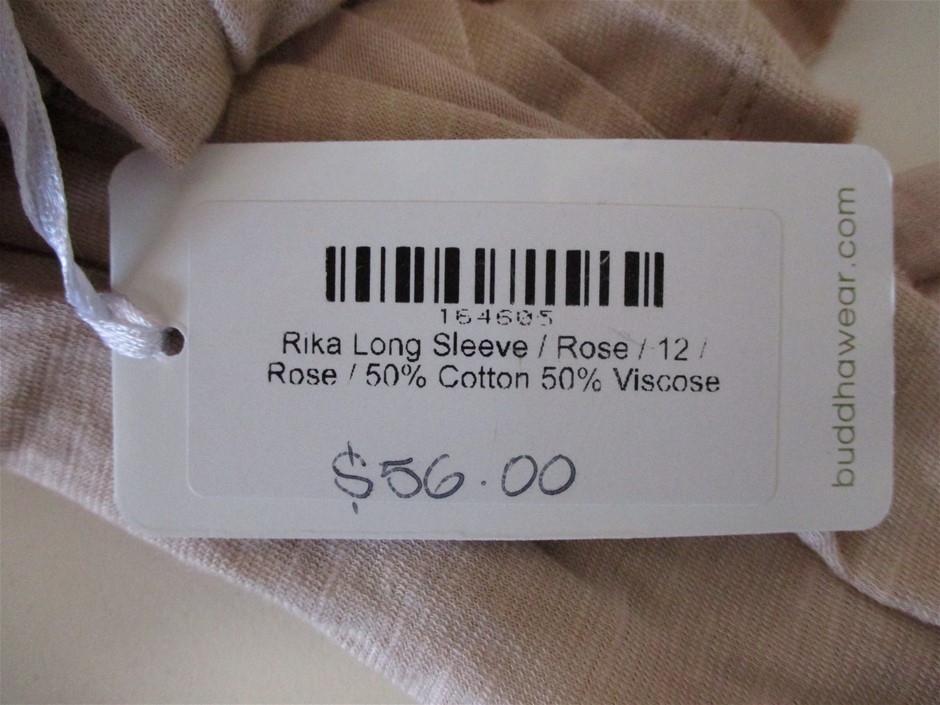 164605
Rika Long Sleeve / Rose / 12 /
Rose / 50% Cotton 50% Viscose
$56.00
buddhawear.com